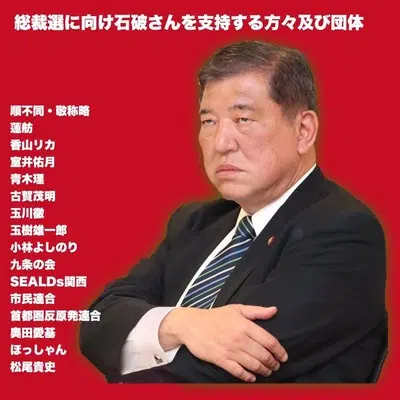 総裁選に向け石破さんを支持する方々及び団体
順不同・敬称略
蓮舫
香山リカ
室井佑月
青木理
古賀茂明
玉川徹
玉樹雄一郎
小林よしのり
九条の会
SEALDs関西
市民連合
首都圏反原発連合
奥田愛基
ほっしゃん
松尾貴史